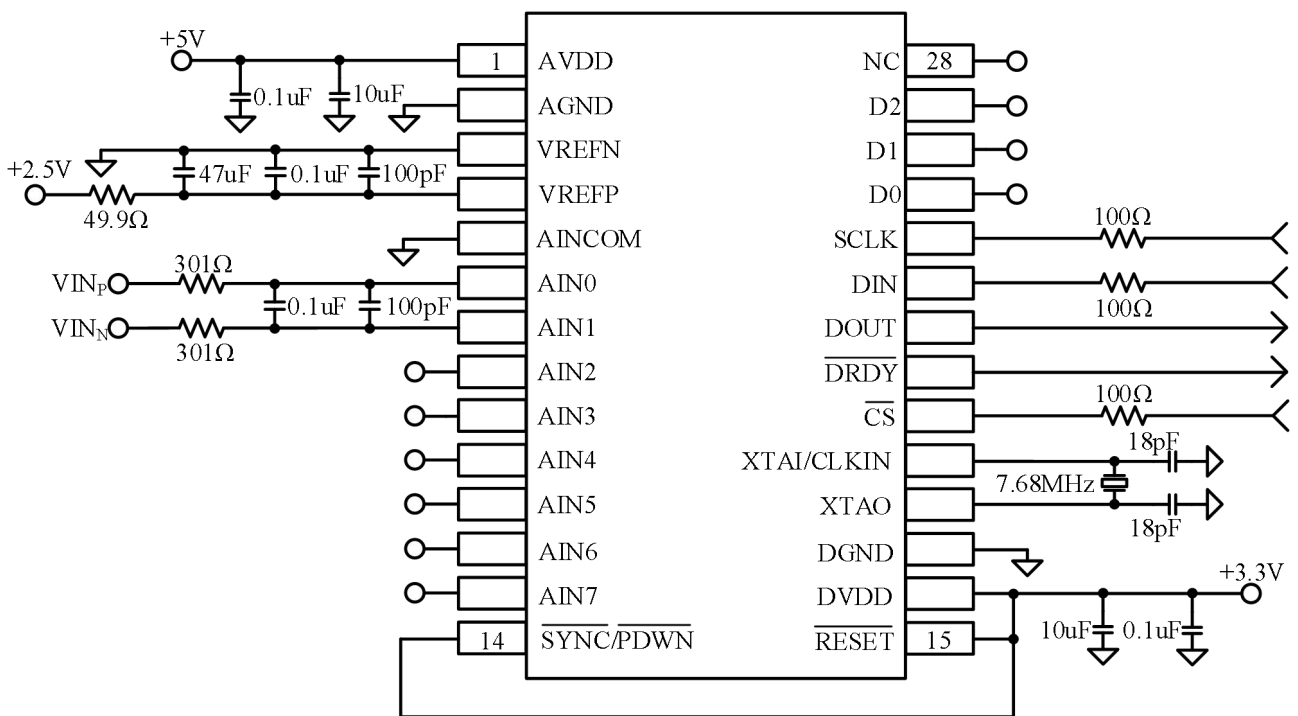 +5V
1
AVDD
NC
28
0.1uF
10uF
AGND
D2
VREFN
D1
+2.5V
47uF
0.1uF
100pF
VREFP
D0
49.9Ω
AINCOM
SCLK
100Ω
VINP
301Ω
AIN0
DIN
100Ω
0.1uF
100pF
VINN
301Ω
AIN1
DOUT
AIN2
DRDY
AIN3
CS
100Ω
AIN4
XTAI/CLKIN
18pF
7.68MHz
AIN5
XTAO
18pF
AIN6
DGND
AIN7
DVDD
+3.3V
14
SYNC/PDWN
RESET
15
10uF
0.1uF